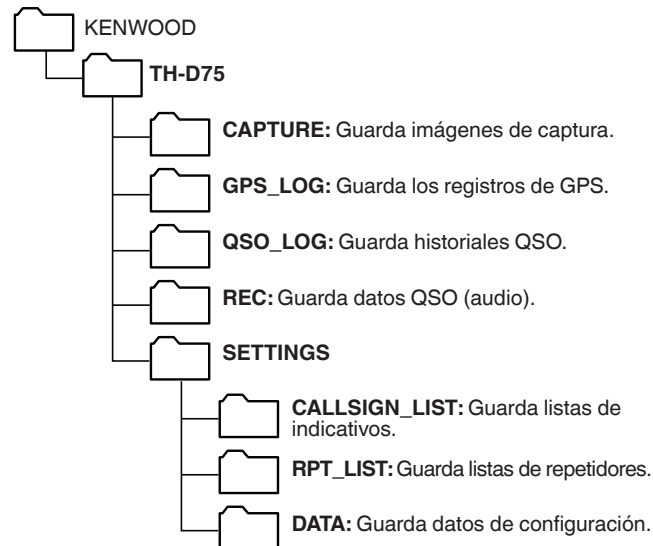 KENWOOD
TH-D75
CAPTURE: Guarda imágenes de captura.
GPS_LOG: Guarda los registros de GPS.
QSO_LOG: Guarda historiales QSO.
REC: Guarda datos QSO (audio).
SETTINGS
CALLSIGN_LIST: Guarda listas de
indicativos.
RPT_LIST: Guarda listas de repetidores.
DATA: Guarda datos de configuración.